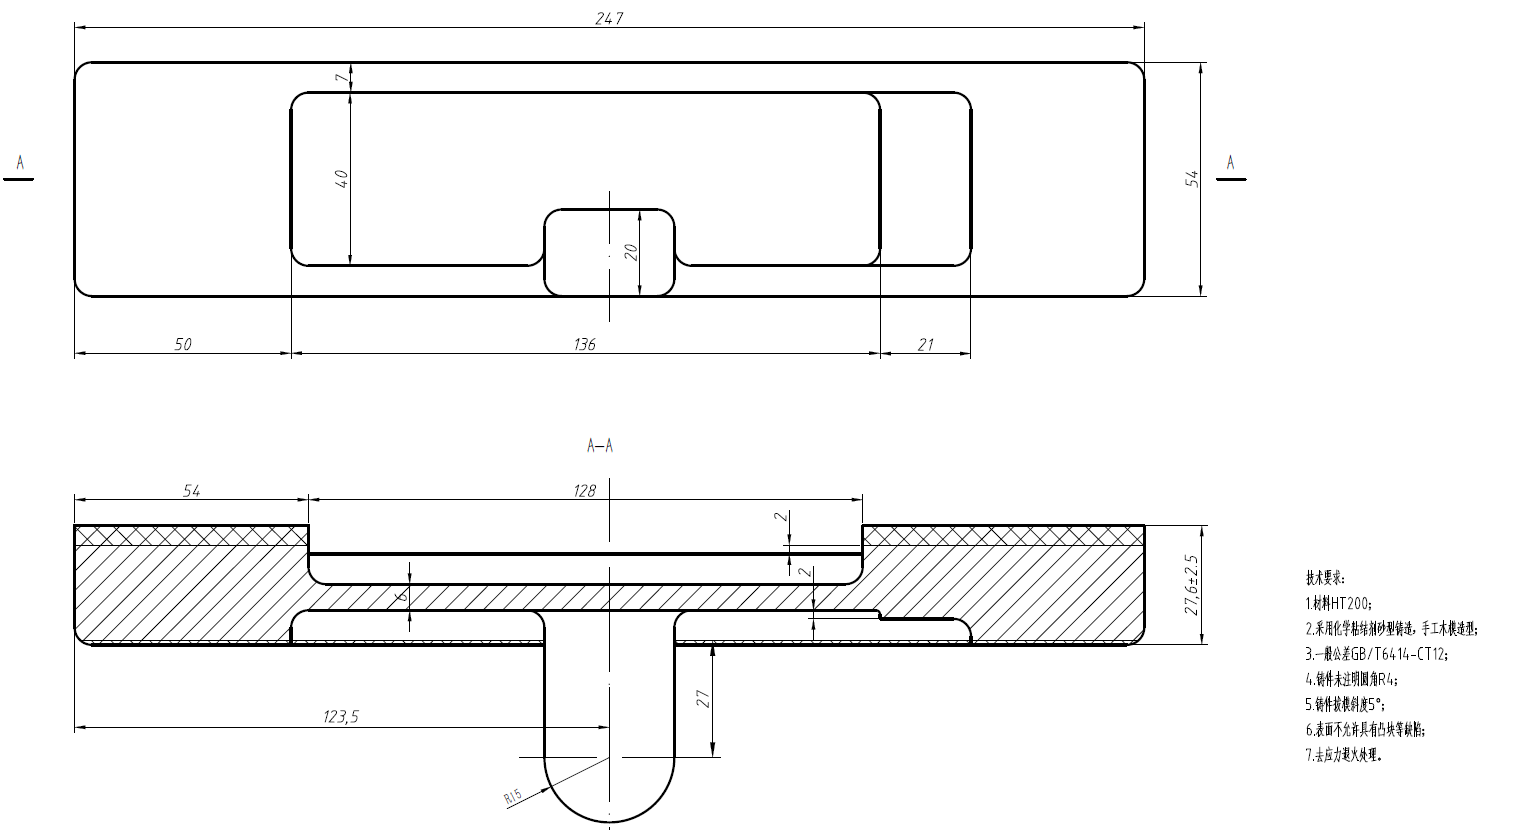 247
7
A
A
40
54
20
50
136
21
A-A
54
128
2
2
6
27,6±2.5
27
123,5
R15
技术要求:
1.材料HT200;
2.采用化学粘结剂砂型铸造，手工木模造型;
3.一般公差GB/T6414-CT12;
4.铸件未注明圆角R4;
5.铸件拔模斜度5°;
6.表面不允许具有凸块等缺陷;
7.去应力退火处理。